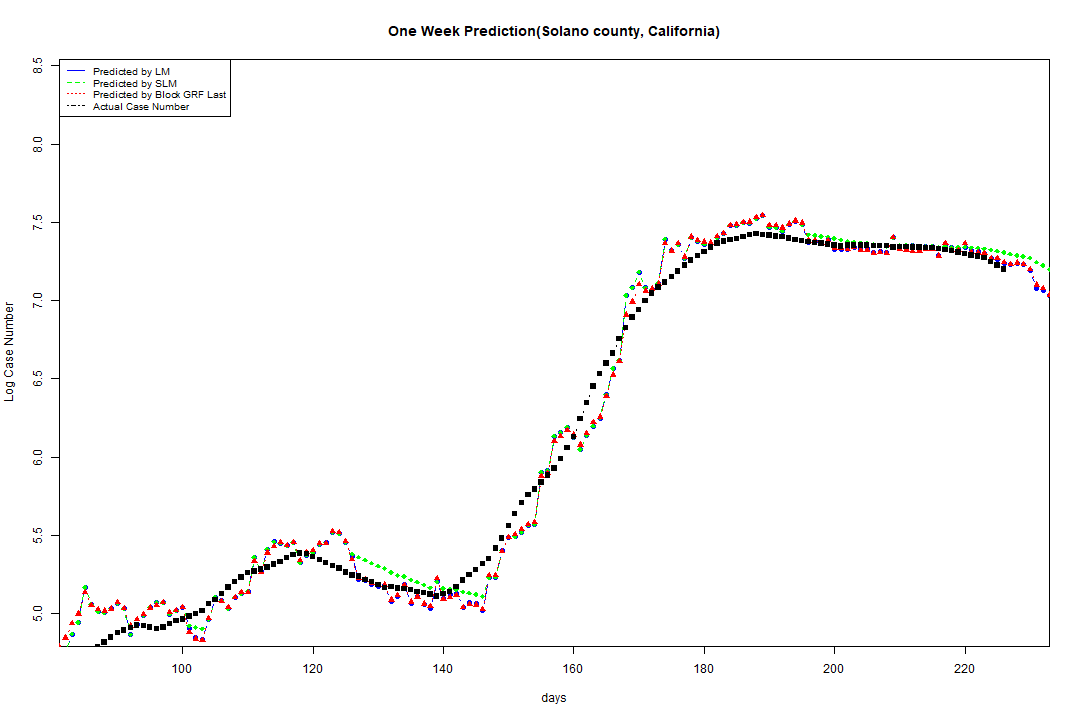 One Week Prediction(Solano county, California)
Predicted by LM
Predicted by SLM
Predicted by Block GRF Last
Actual Case Number
Log Case Number
8.5
8.0
7.5
7.0
6.5
6.0
5.5
5.0
100 120 140 160 180 200 220
days